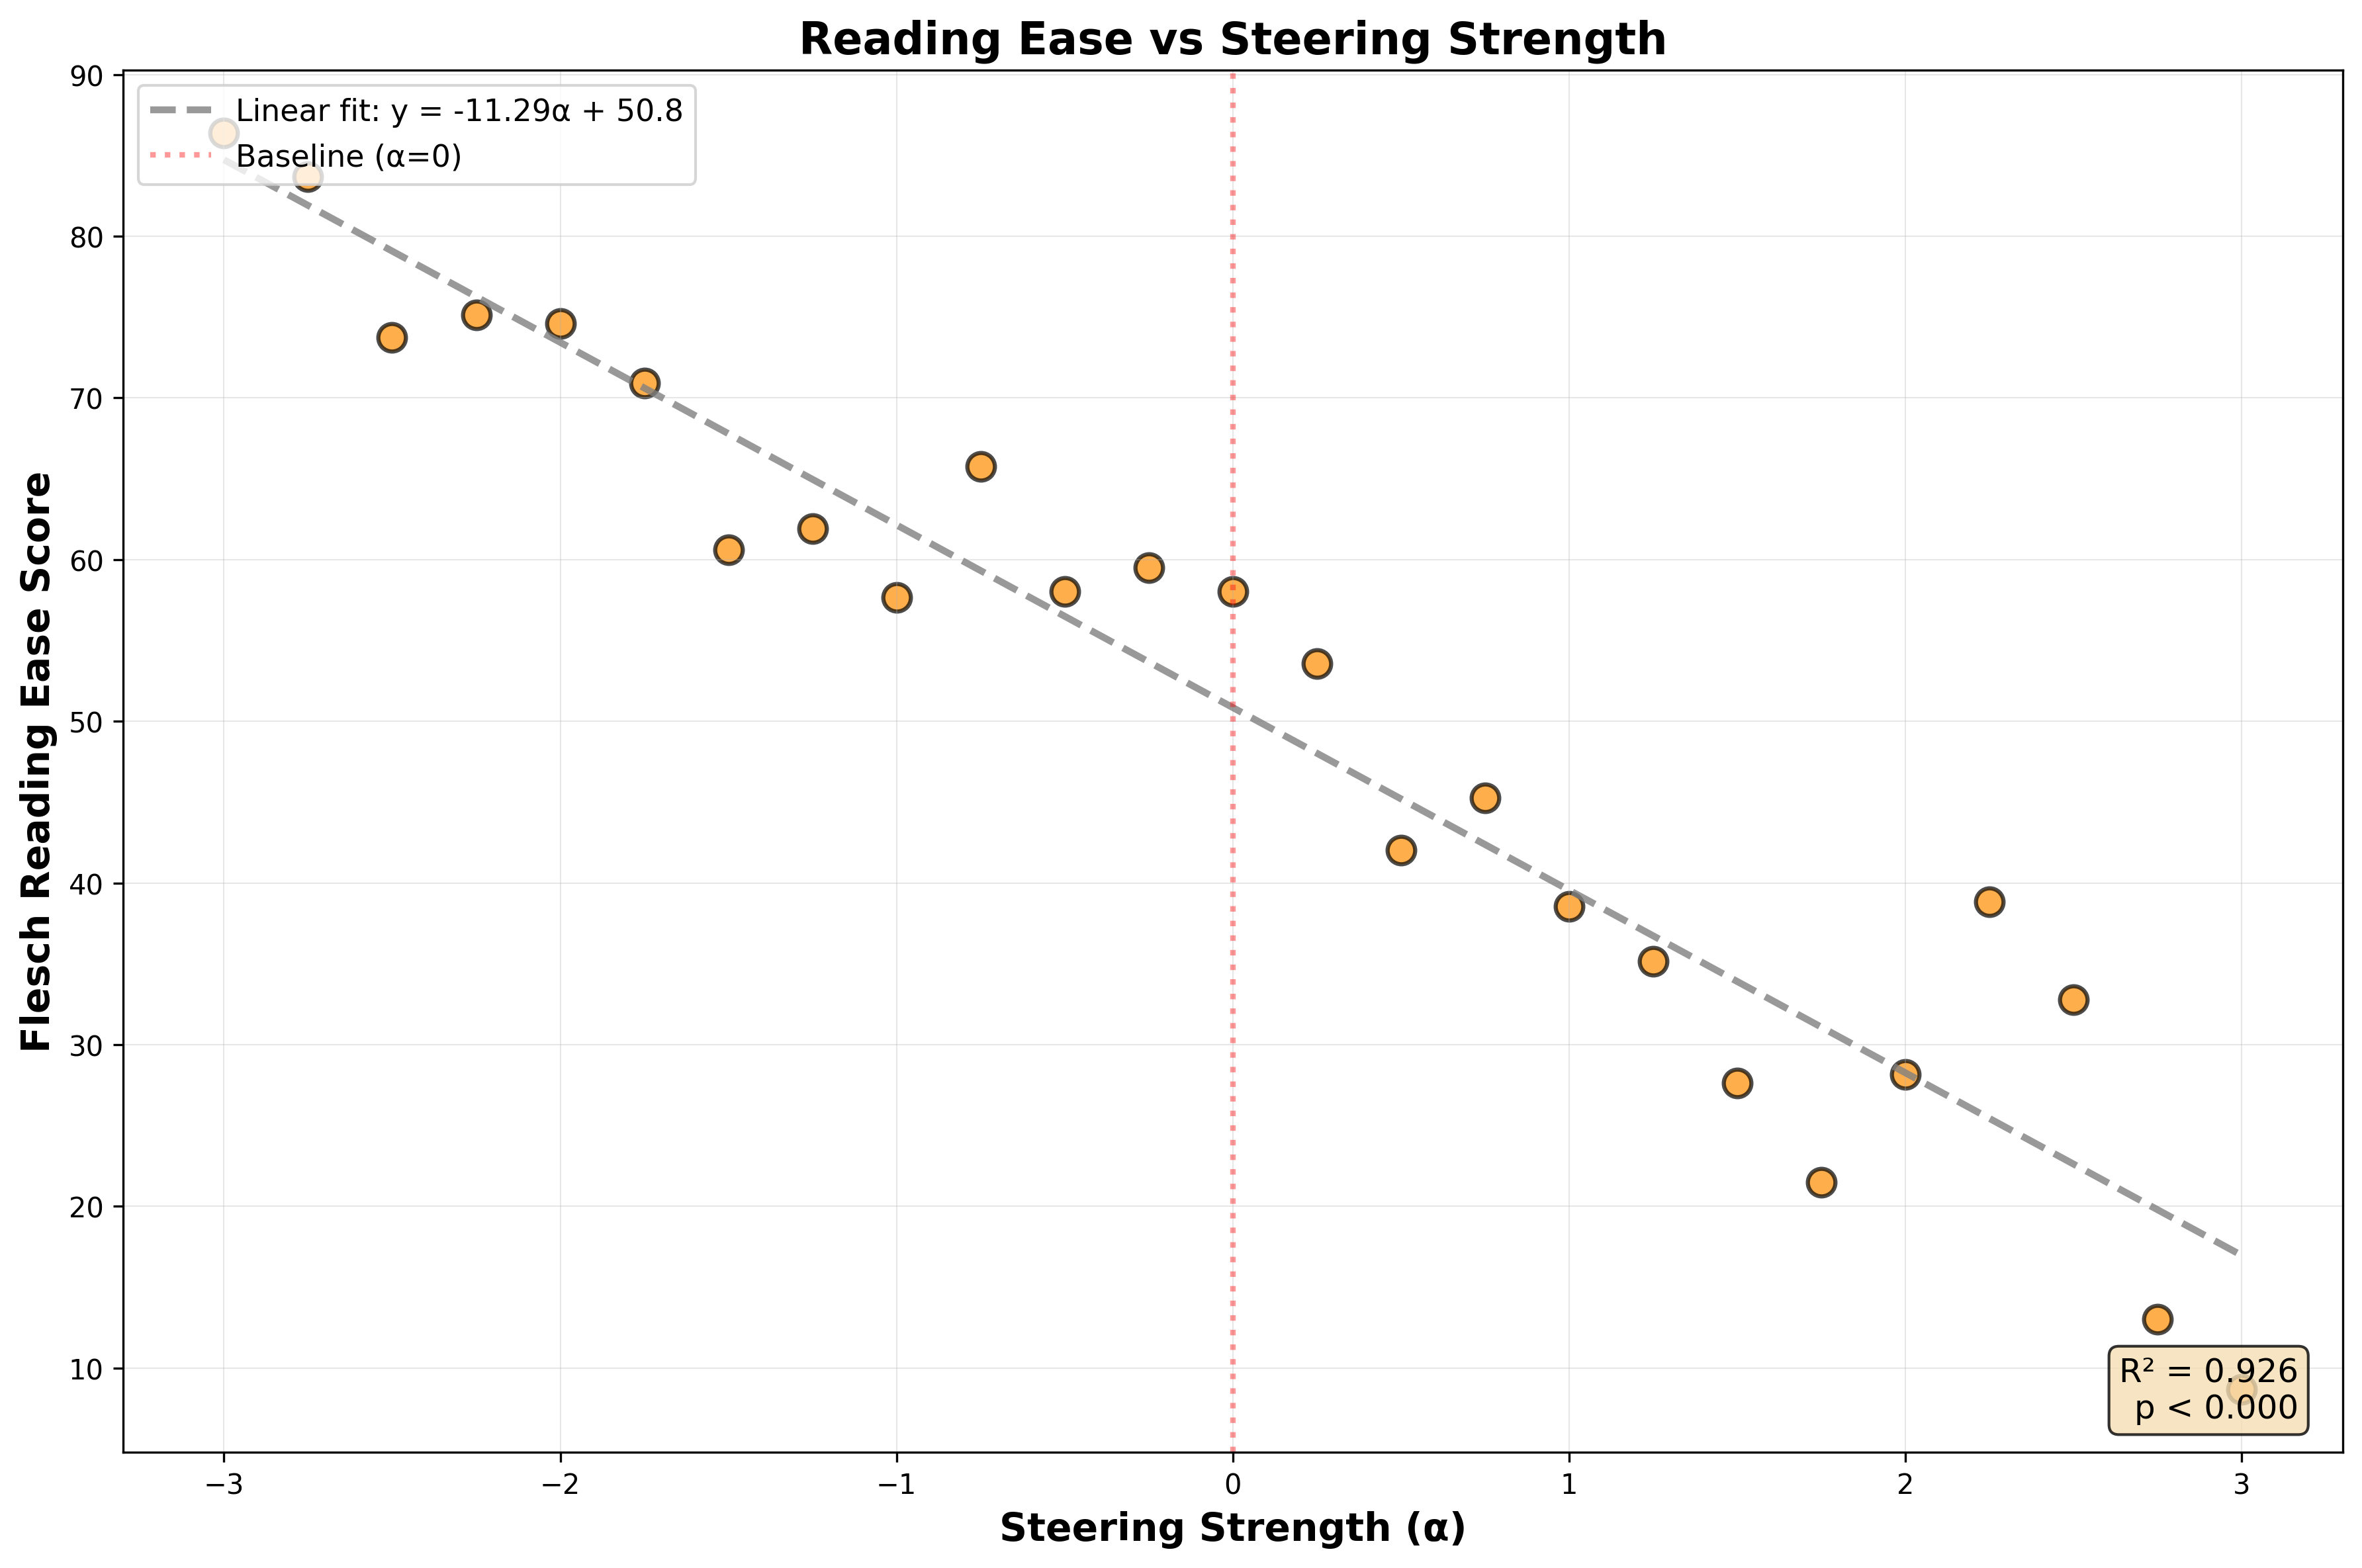 Reading Ease vs Steering Strength
Linear fit: y = -11.29α + 50.8
Baseline (α=0)
Flesch Reading Ease Score
90
80
70
60
50
40
30
20
10
R² = 0.926
p < 0.000
−3
−2
−1
0
1
2
3
Steering Strength (α)